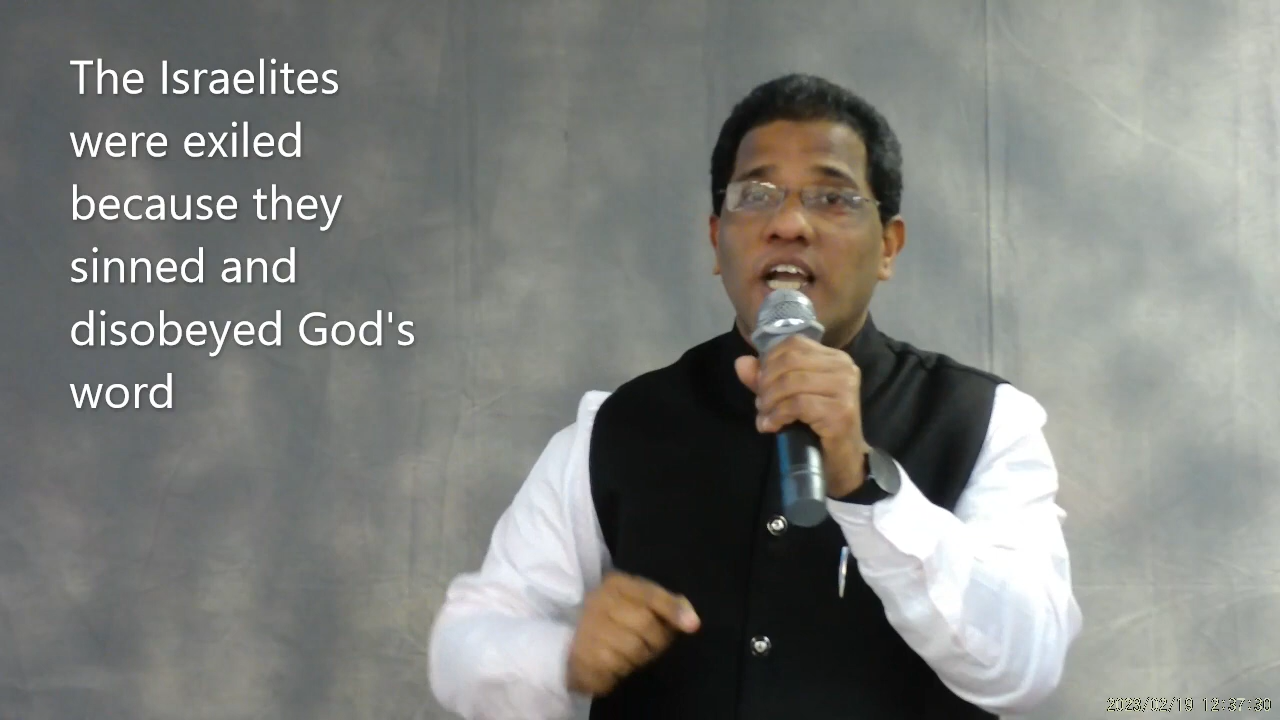 The Israelites
were exiled
because they
sinned and
disobeyed God's
word
2023/02/19 12:37:30